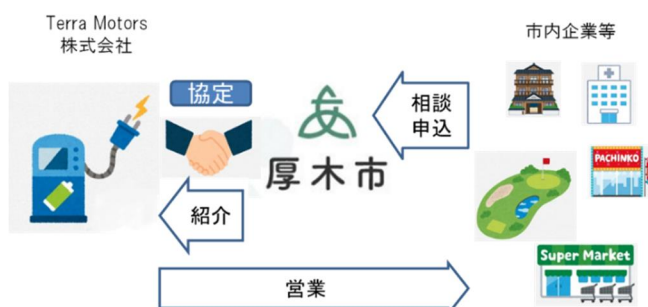 Terra Motors
株式会社
市内企業等
協定
相談
申込
厚木市
PACHINKO
紹介
Super Market
営業